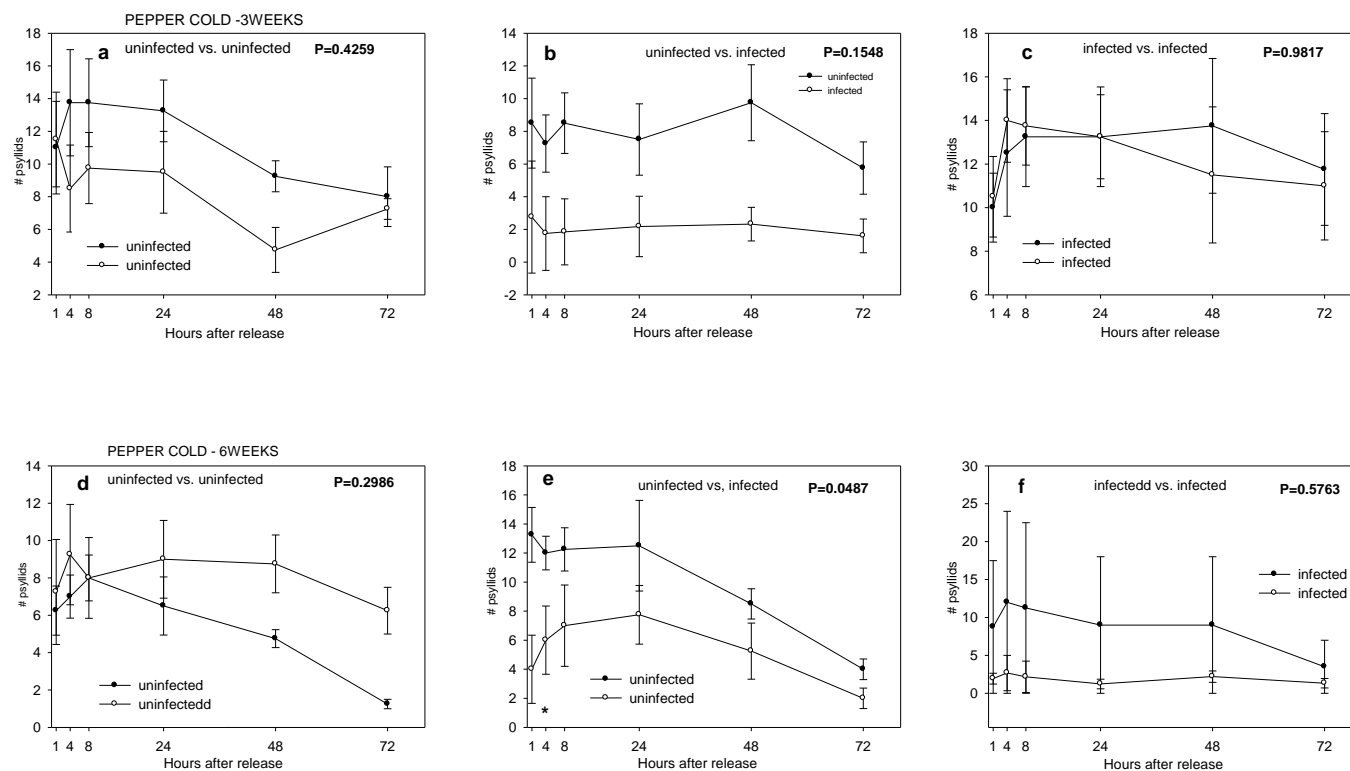 PEPPER COLD -3WEEKS
a
uninfected vs. uninfected
P=0.4259
18
16
14
12
10
8
6
4
2
# psyllids
uninfected
uninfected
1 4 8 24 48 72
Hours after release
b
uninfected vs. infected
P=0.1548
14
12
10
8
6
4
2
0
-2
# psyllids
uninfected
infected
1 4 8 24 48 72
Hours after release
c
infected vs. infected
P=0.9817
18
16
14
12
10
8
6
# psyllids
infected
infected
1 4 8 24 48 72
Hours after release
PEPPER COLD - 6WEEKS
d
uninfected vs. uninfected
P=0.2986
14
12
10
8
6
4
2
0
# psyllids
uninfected
uninfectedd
1 4 8 24 48 72
Hours after release
e
uninfected vs, infected
P=0.0487
18
16
14
12
10
8
6
4
2
0
# psyllids
uninfected
uninfected
*
1 4 8 24 48 72
Hours after release
f
infectedd vs. infected
P=0.5763
30
25
20
15
10
5
0
# psyllids
infected
infected
1 4 8 24 48 72
Hours after release